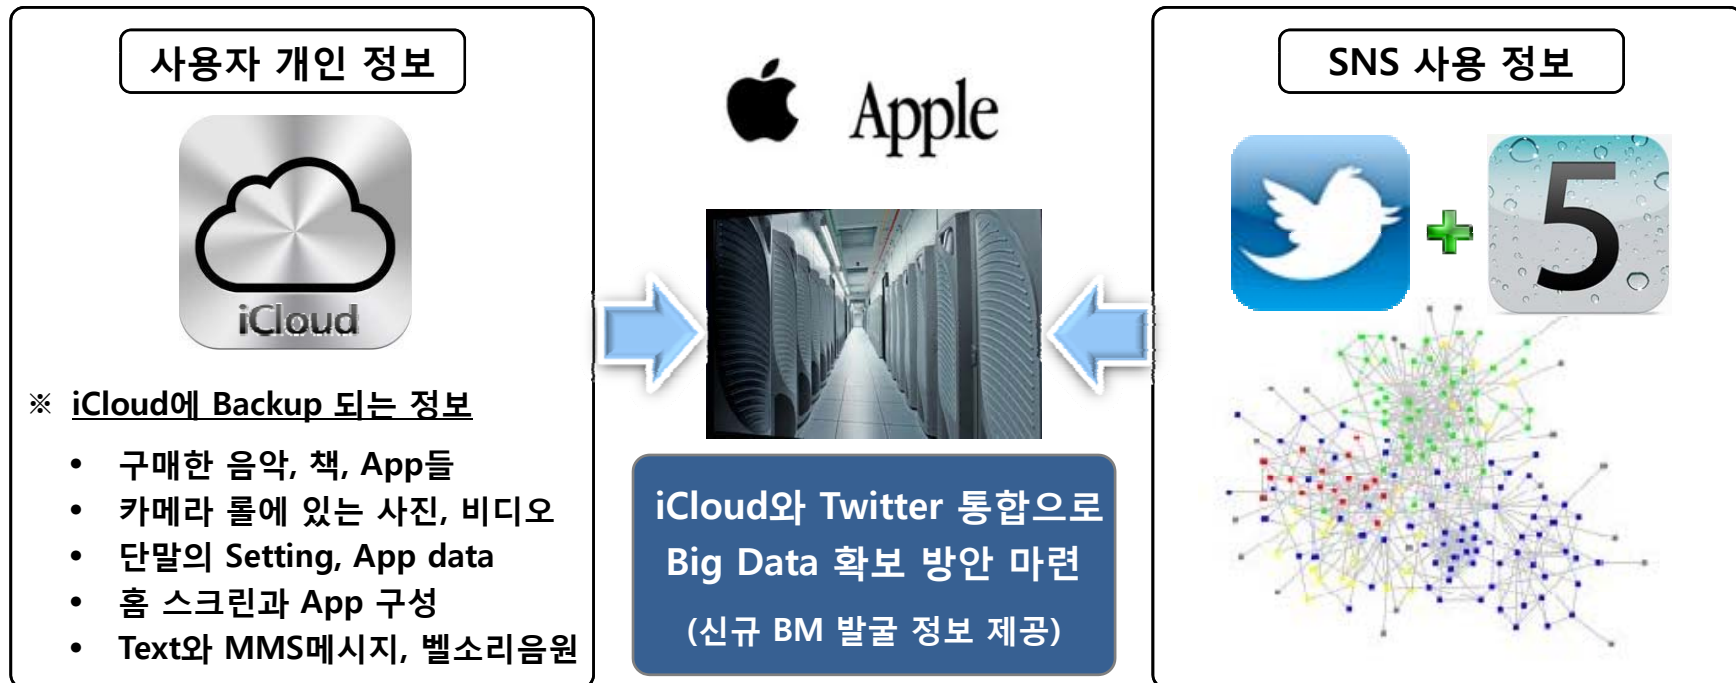 사용자 개인 정보
iCloud
※ iCloud에 Backup 되는 정보
• 구매한 음악, 책, App들
• 카메라 롤에 있는 사진, 비디오
• 단말의 Setting, App data
• 홈 스크린과 App 구성
• Text와 MMS메시지, 벨소리음원
Apple
iCloud와 Twitter 통합으로
Big Data 확보 방안 마련
(신규 BM 발굴 정보 제공)
SNS 사용 정보
5